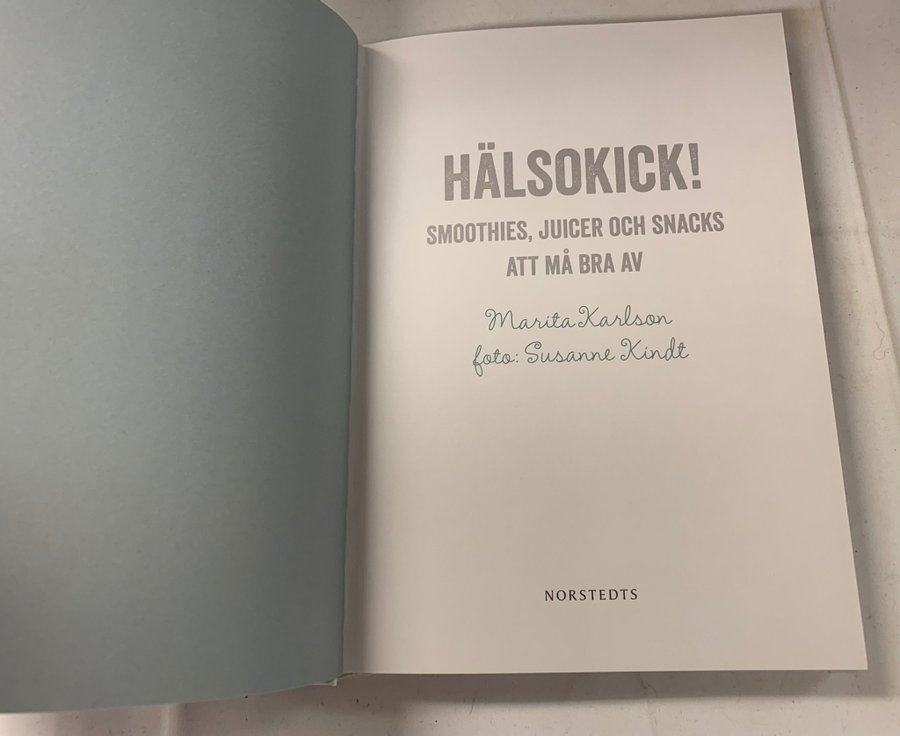 HÄLSOKICK!
SMOOTHIES, JUICER OCH SNACKS
ATT MÅ BRA AV
Marita Karlson
foto: Susanne Kindt
NORSTEDTS